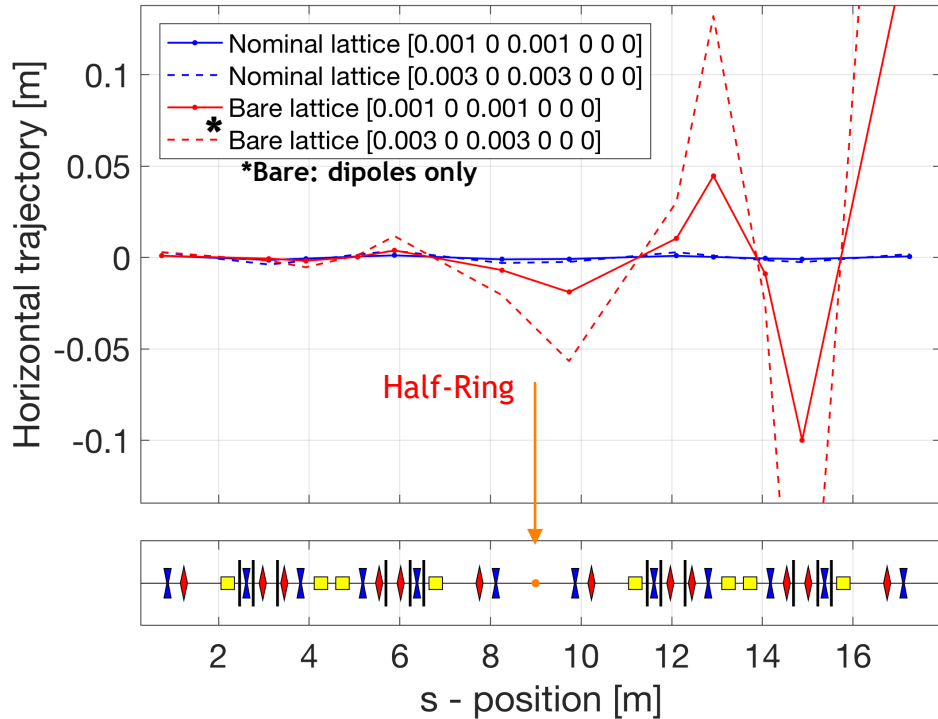 Nominal lattice [0.001 0 0.001 0 0 0]
Nominal lattice [0.003 0 0.003 0 0 0]
Bare lattice [0.001 0 0.001 0 0 0]
* Bare lattice [0.003 0 0.003 0 0 0]
*Bare: dipoles only
Horizontal trajectory [m]
0.1
0.05
0
-0.05
-0.1
Half-Ring
2 4 6 8 10 12 14 16
s - position [m]